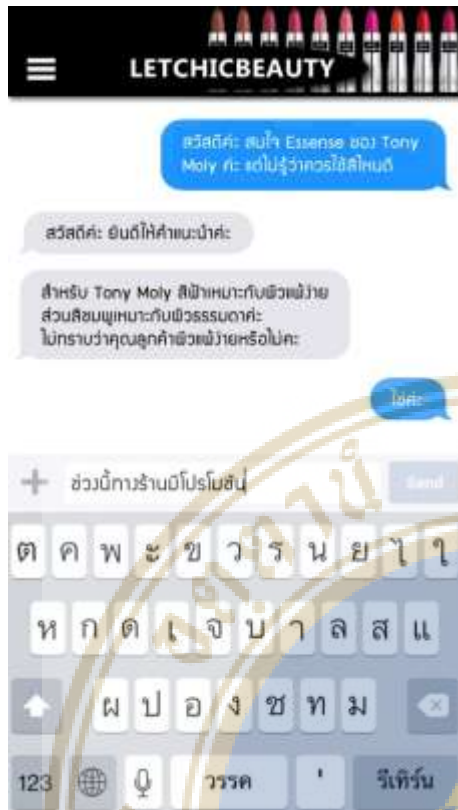 LETCHICBEAUTY
สวัสดีค่ะ สนใจ Essense ของ Tony
Moly ค่ะ แต่ไม่รู้ว่าควรใช้สีไหนดี
สวัสดีค่ะ ยินดีให้คำแนะนำค่ะ
สำหรับ Tony Moly สีฟ้าเหมาะกับผิวแพ้ง่าย
ส่วนสีชมพูเหมาะกับผิวธรรมดาค่ะ
ไม่ทราบว่าคุณลูกค้าผิวแพ้ง่ายหรือไม่คะ
ใช่ค่ะ
ช่วงนี้ทางร้านมีโปรโมชัน Send
ต ค พ ะ ข ว ร น ย ไ ใ
ห ก ด เ จ บ า ล ส แ
ผ ป อ ง ช ท ม
123 วรรค ' รีเทิร์น